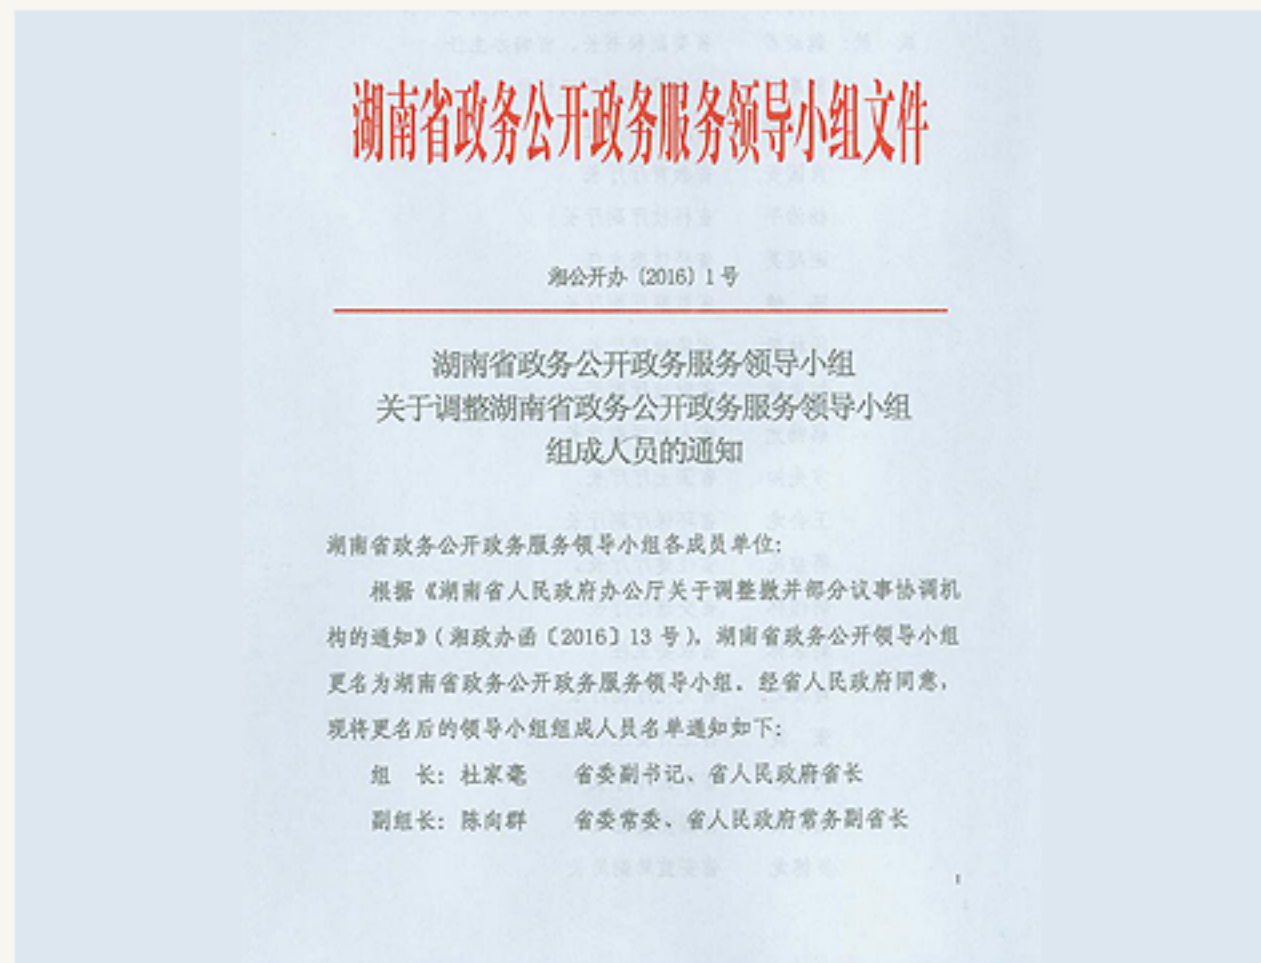 湖南省政务公开政务服务领导小组文件
湘公开办〔2016〕1号
湖南省政务公开政务服务领导小组
关于调整湖南省政务公开政务服务领导小组
组成人员的通知
湖南省政务公开政务服务领导小组各成员单位：
根据《湖南省人民政府办公厅关于调整撤并部分议事协调机
构的通知》（湘政办函〔2016〕13号），湖南省政务公开领导小组
更名为湖南省政务公开政务服务领导小组。经省人民政府同意，
现将更名后的领导小组组成人员名单通知如下：
组 长：杜家毫 省委副书记、省人民政府省长
副组长：陈向群 省委常委、省人民政府常务副省长
1